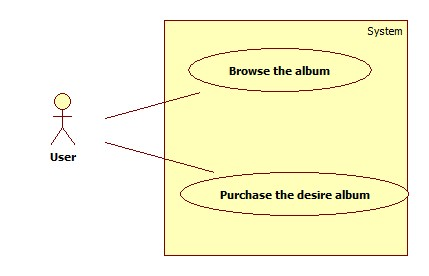 System
Browse the album
User
Purchase the desire album